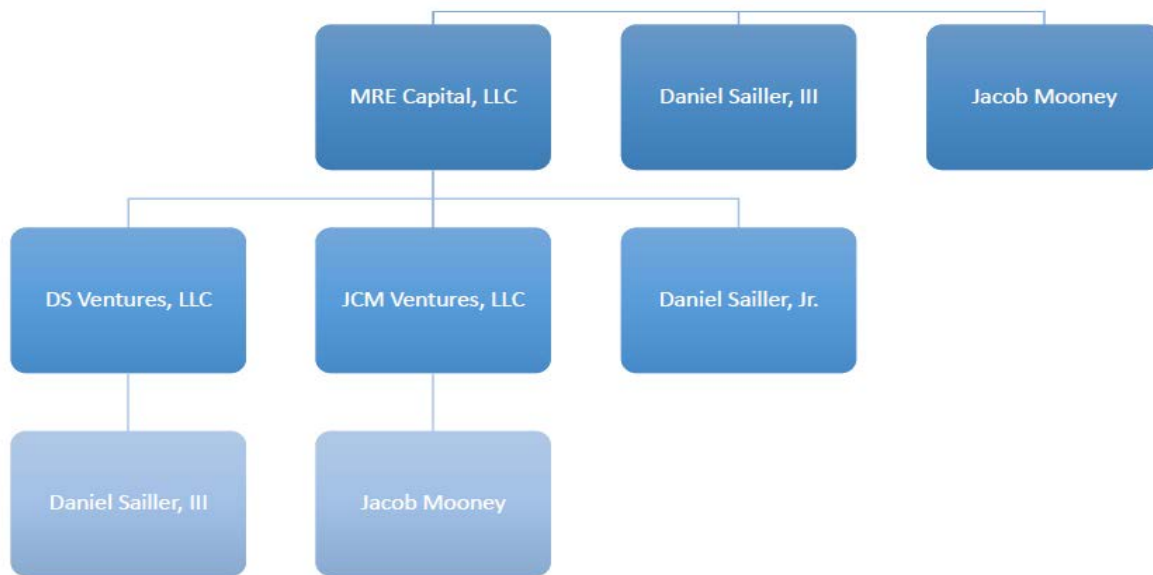 MRE Capital, LLC
Daniel Sailler, III
Jacob Mooney
DS Ventures, LLC
JCM Ventures, LLC
Daniel Sailler, Jr.
Daniel Sailler, III
Jacob Mooney